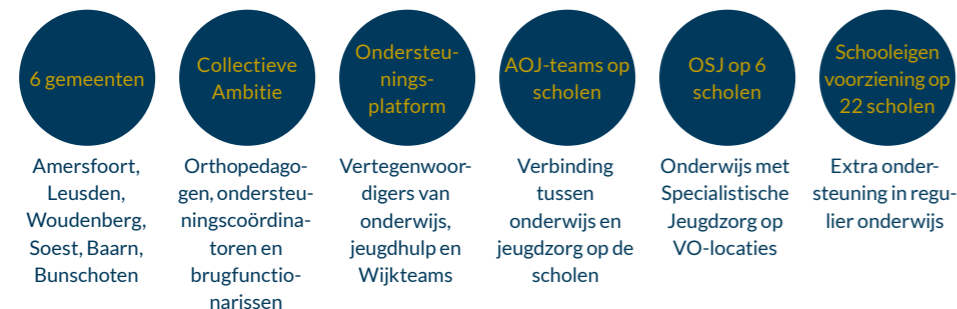 6 gemeenten
Amersfoort,
Leusden,
Woudenberg,
Soest, Baarn,
Bunschoten
Collectieve
Ambitie
Orthopedago-
gen, ondersteu-
ningscoördina-
toren en
brugfunctio-
narissen
Ondersteu-
nings-
platform
Vertegenwoor-
digers van
onderwijs,
jeugdhulp en
Wijkteams
AOJ-teams op
scholen
Verbinding
tussen
onderwijs en
jeugdzorg op de
scholen
OSJ op 6
scholen
Onderwijs met
Specialistische
Jeugdzorg op
VO-locaties
Schooleigen
voorziening op
22 scholen
Extra onder-
steuning in regu-
lier onderwijs